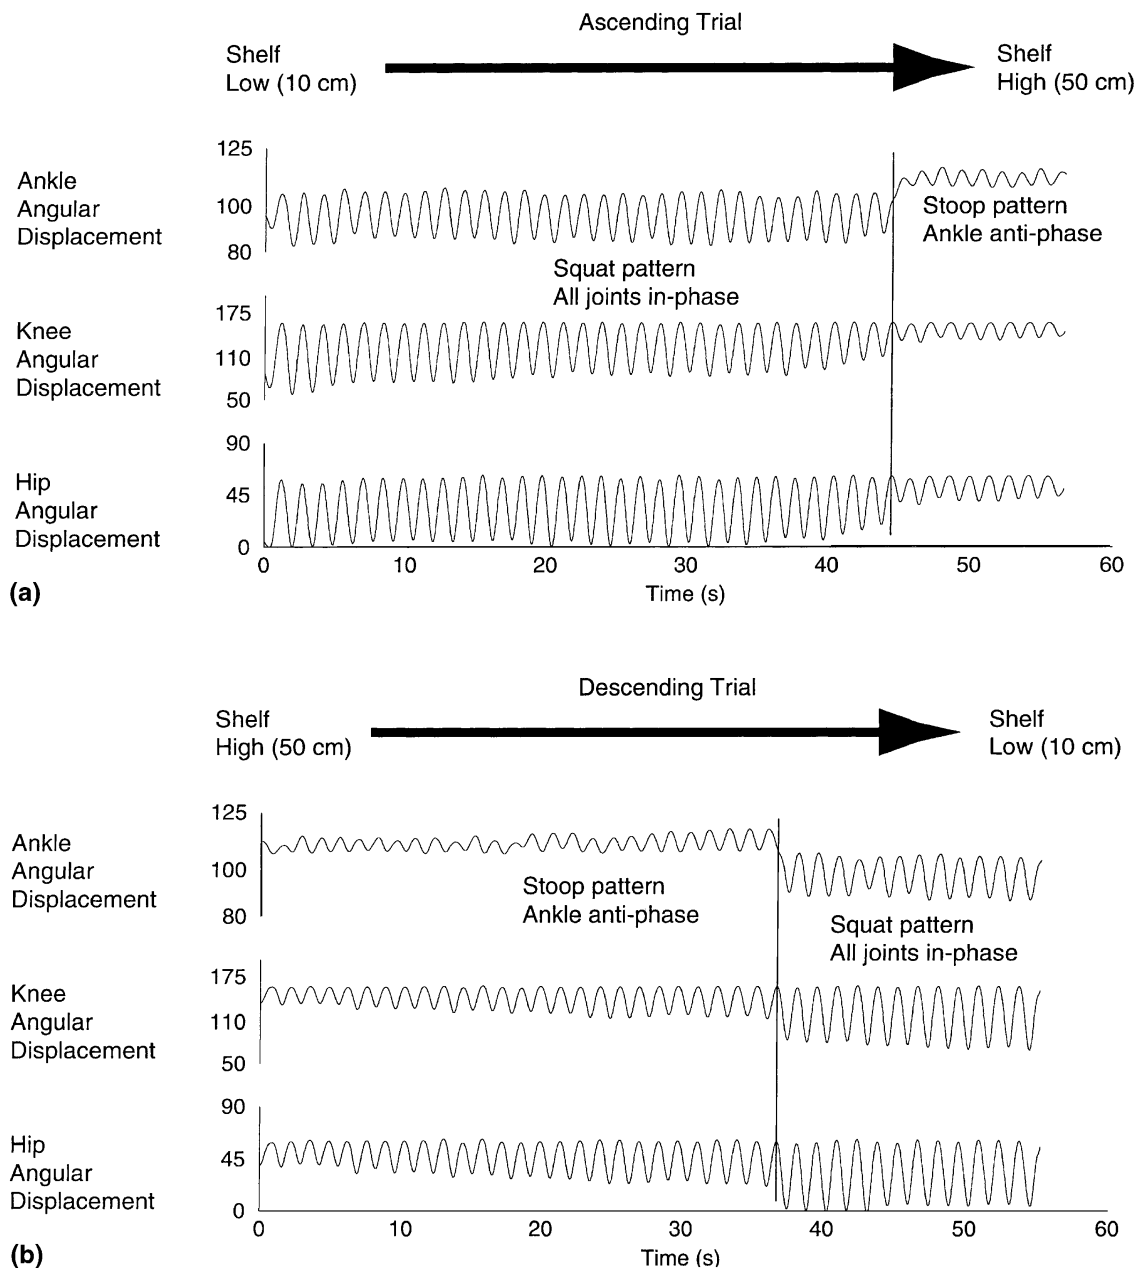 Ascending Trial
Shelf
Low (10 cm)
Shelf
High (50 cm)
125
Ankle
Angular
Displacement
100
80
Stoop pattern
Ankle anti-phase
Squat pattern
All joints in-phase
175
Knee
Angular
Displacement
110
50
90
Hip
Angular
Displacement
45
0
0 10 20 30 40 50 60
Time (s)
(a)
Descending Trial
Shelf
High (50 cm)
Shelf
Low (10 cm)
125
Ankle
Angular
Displacement
100
80
Stoop pattern
Ankle anti-phase
Squat pattern
All joints in-phase
175
Knee
Angular
Displacement
110
50
90
Hip
Angular
Displacement
45
0
0 10 20 30 40 50 60
Time (s)
(b)